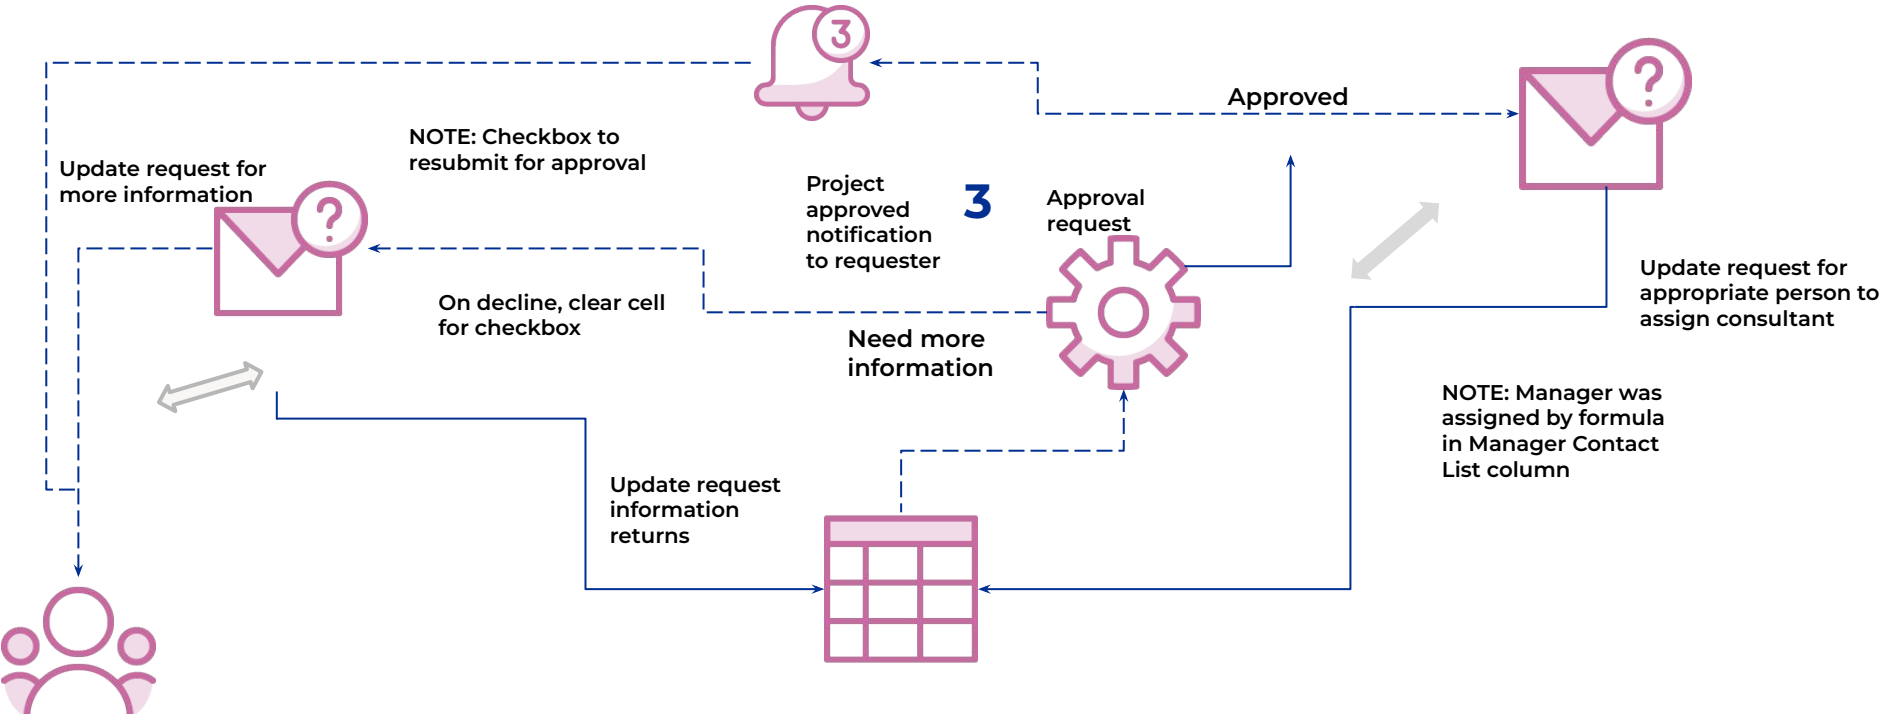 3
?
Approved
NOTE: Checkbox to
resubmit for approval
Update request for
more information
?
Project
approved
notification
to requester
3
Approval
request
Update request for
appropriate person to
assign consultant
On decline, clear cell
for checkbox
Need more
information
NOTE: Manager was
assigned by formula
in Manager Contact
List column
Update request
information
returns